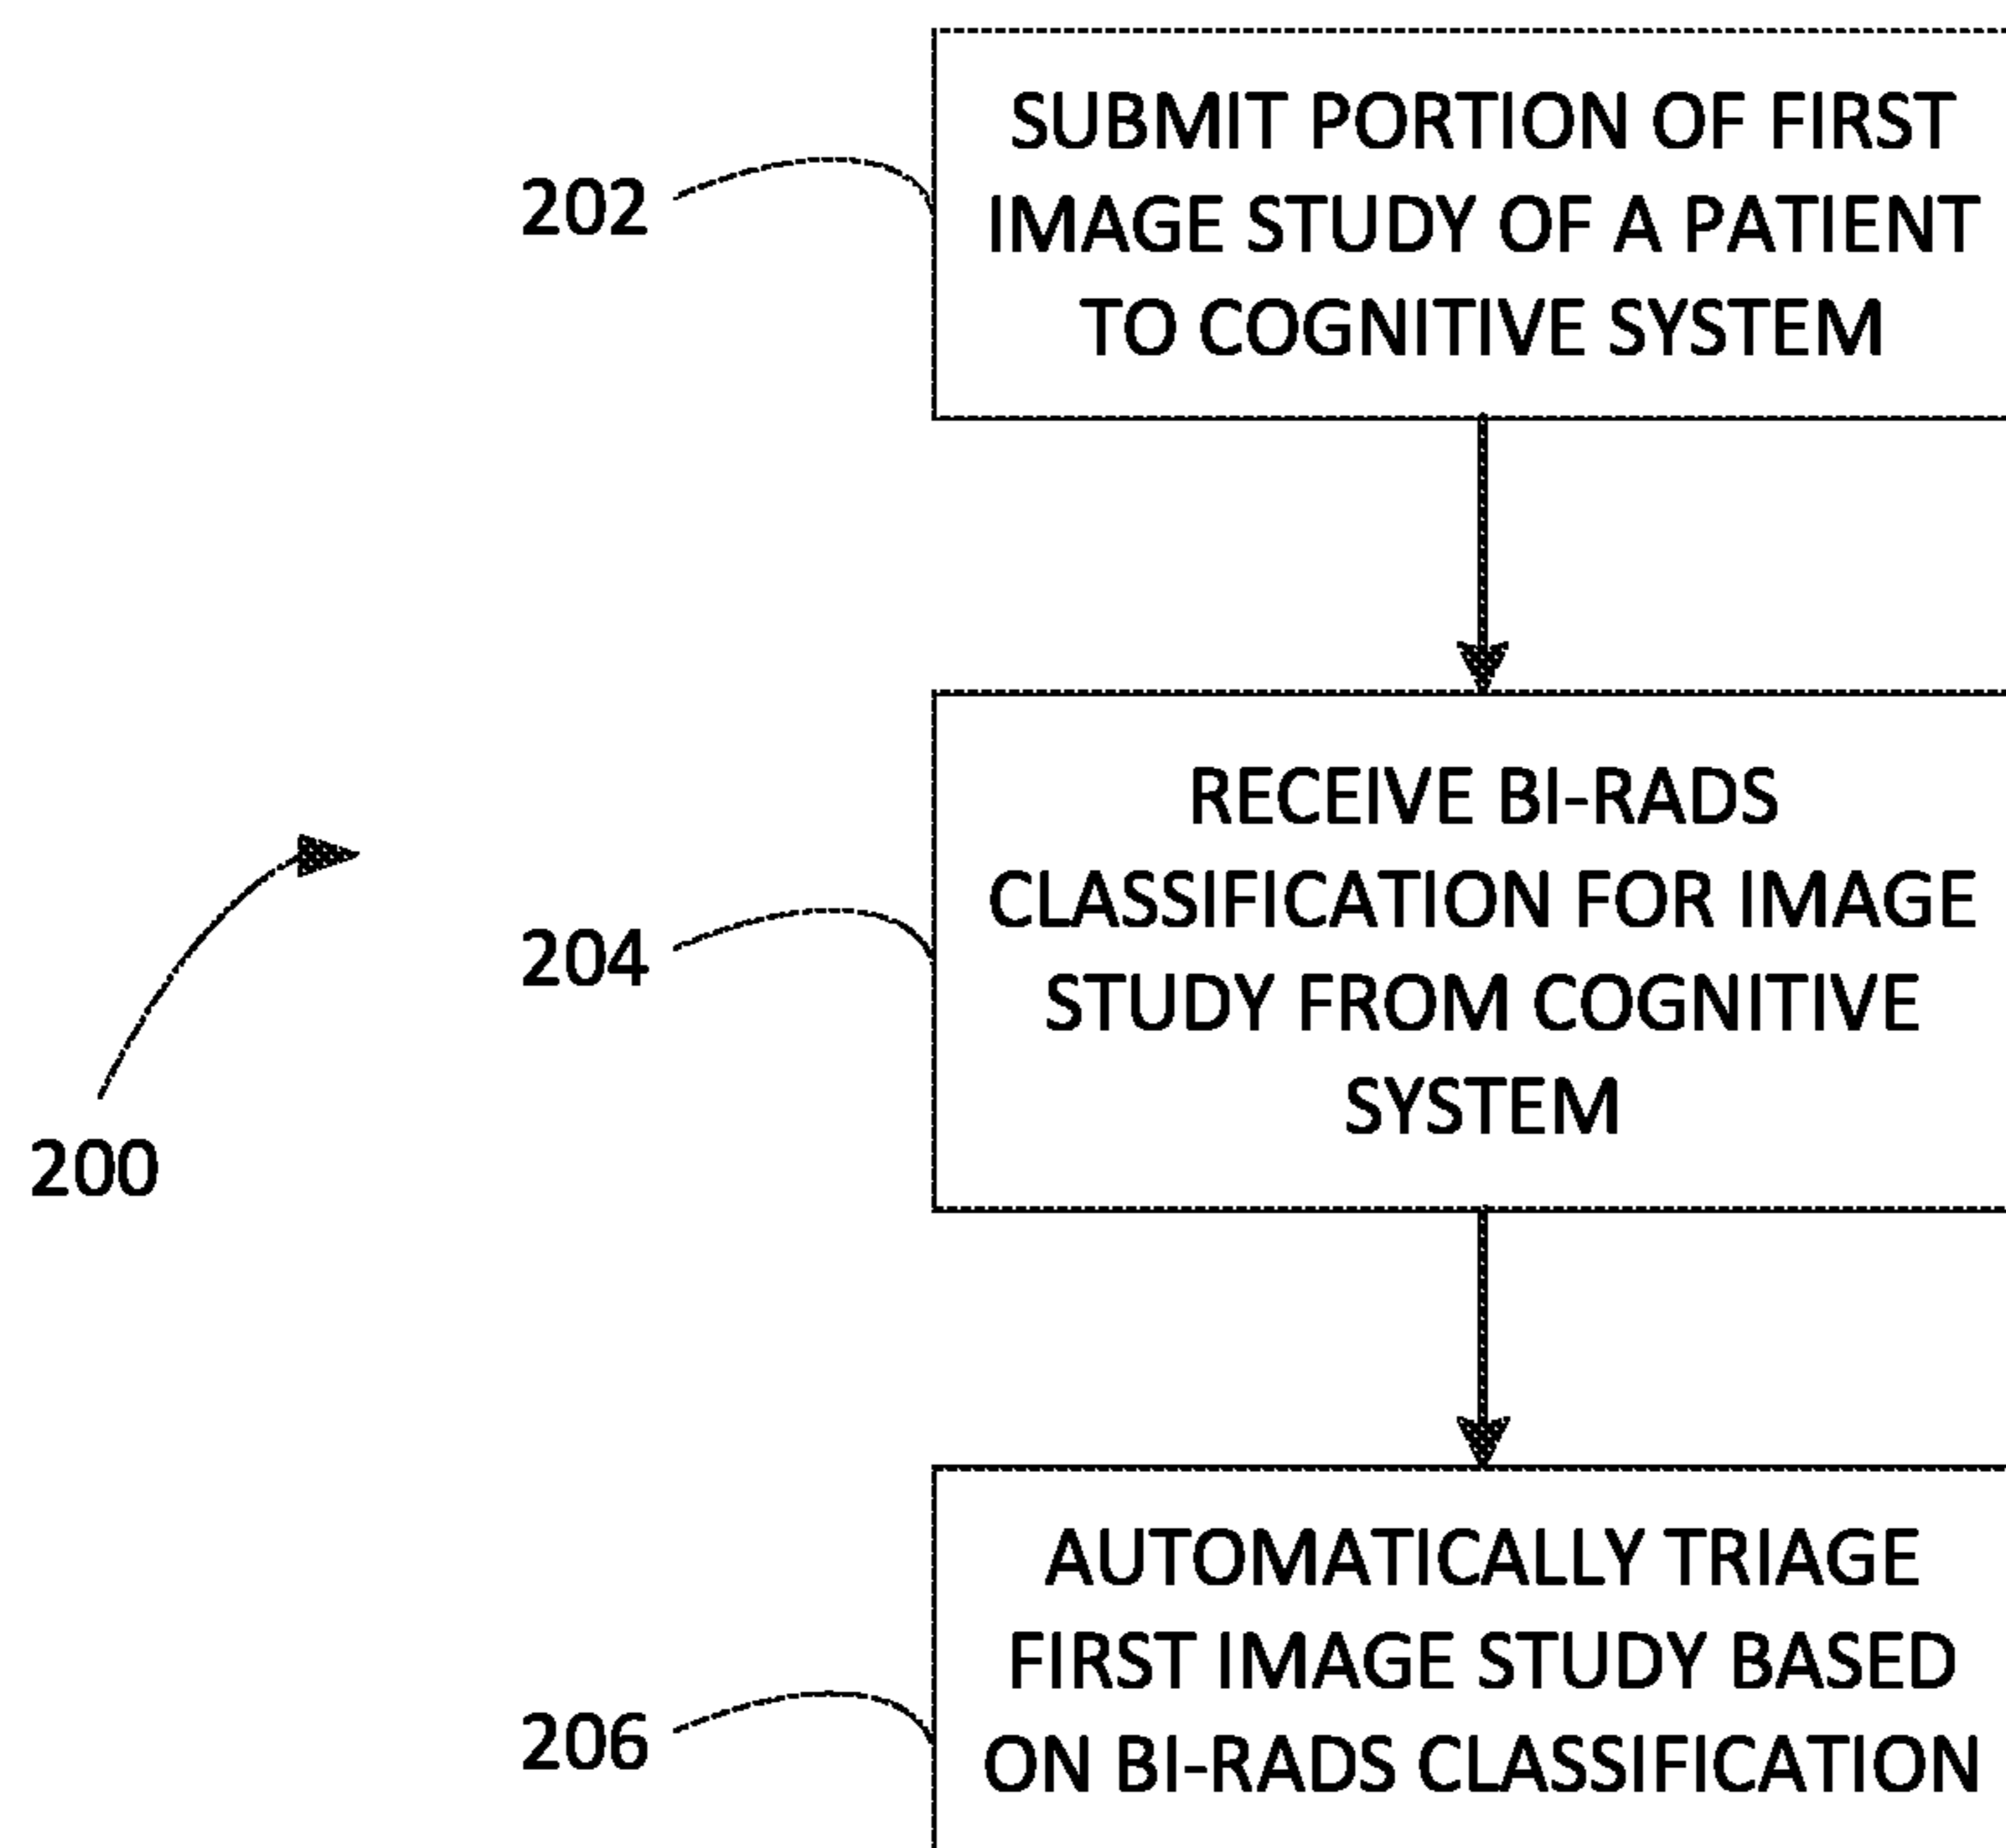 SUBMIT PORTION OF FIRST
IMAGE STUDY OF A PATIENT
TO COGNITIVE SYSTEM
202
RECEIVE BI-RADS
CLASSIFICATION FOR IMAGE
STUDY FROM COGNITIVE
SYSTEM
204
200
AUTOMATICALLY TRIAGE
FIRST IMAGE STUDY BASED
ON BI-RADS CLASSIFICATION
206